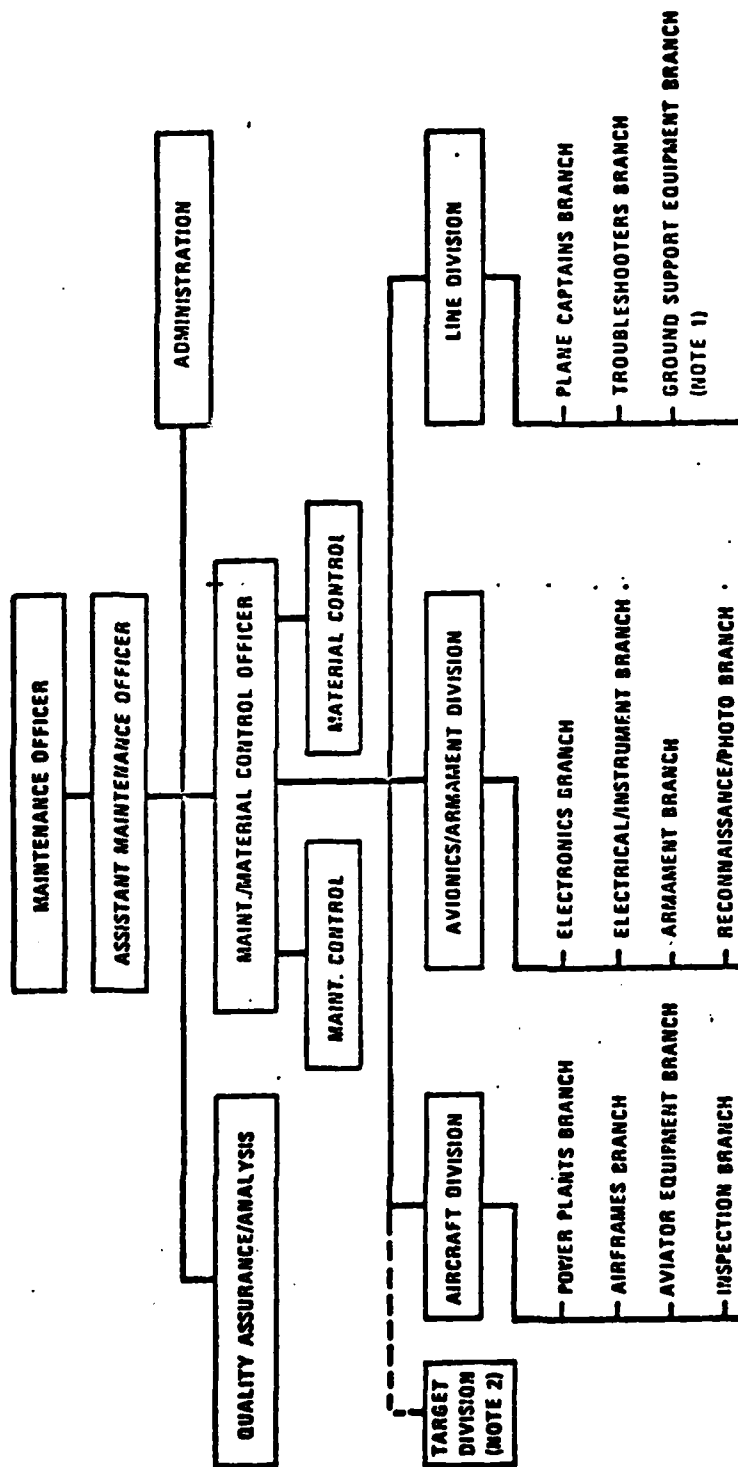 MAINTENANCE OFFICER
ASSISTANT MAINTENANCE OFFICER
ADMINISTRATION
QUALITY ASSURANCE/ANALYSIS
MAINT./MATERIAL CONTROL OFFICER
MAINT. CONTROL
MATERIAL CONTROL
TARGET
DIVISION
(NOTE 2)
AIRCRAFT DIVISION
POWER PLANTS BRANCH
AIRFRAMES BRANCH
AVIATOR EQUIPMENT BRANCH
INSPECTION BRANCH
AVIONICS/ARMAMENT DIVISION
ELECTRONICS BRANCH
ELECTRICAL/INSTRUMENT BRANCH
ARMAMENT BRANCH
RECONNAISSANCE/PHOTO BRANCH
LINE DIVISION
PLANE CAPTAINS BRANCH
TROUBLESHOOTERS BRANCH
GROUND SUPPORT EQUIPMENT BRANCH
(NOTE 1)